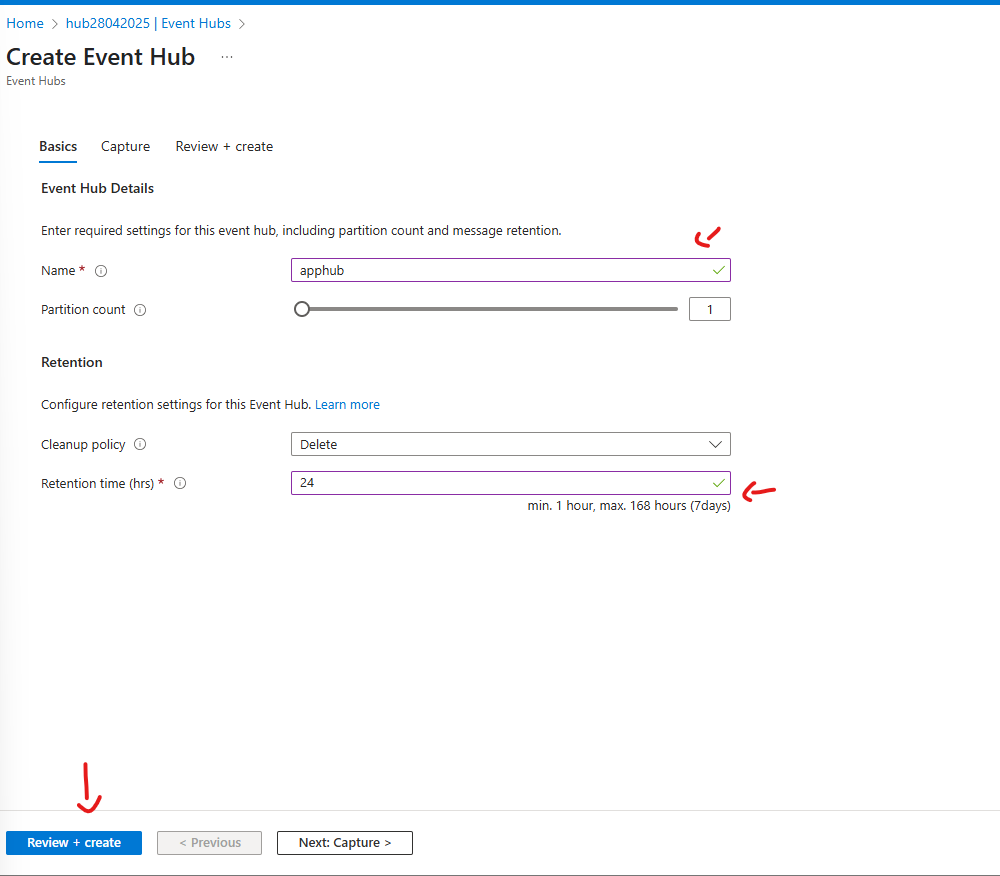 Home > hub28042025 | Event Hubs >
Create Event Hub ...
Event Hubs
Basics Capture Review + create
Event Hub Details
Enter required settings for this event hub, including partition count and message retention.
Name * apphub
Partition count 1
Retention
Configure retention settings for this Event Hub. Learn more
Cleanup policy Delete
Retention time (hrs) * 24
min. 1 hour, max. 168 hours (7days)
Review + create < Previous Next: Capture >